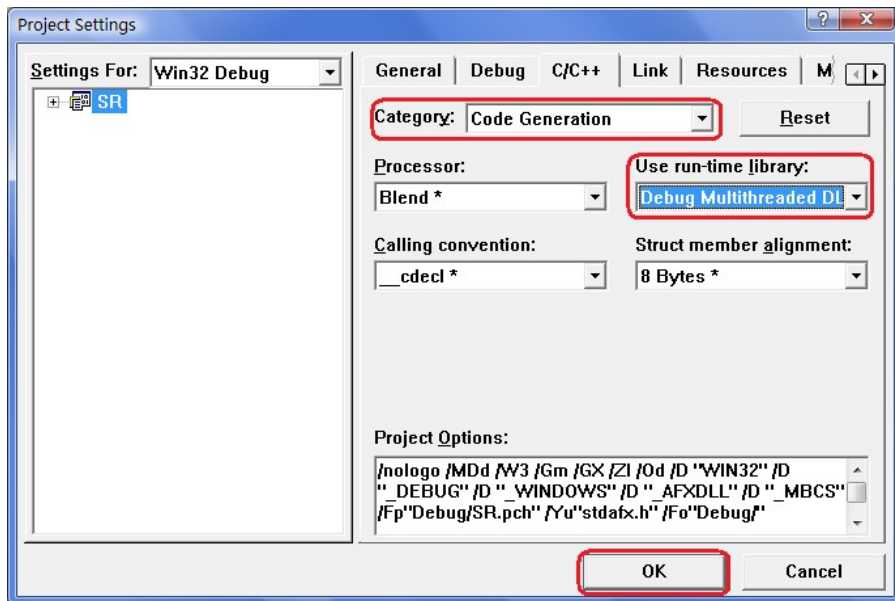 Project Settings
Settings For: Win32 Debug
SR
General Debug C/C++ Link Resources M
Category: Code Generation
Reset
Processor:
Use run-time library:
Blend *
Debug Multithreaded DL
Calling convention:
Struct member alignment:
__cdecl *
8 Bytes *
Project Options:
/nologo /MDd /W3 /Gm /GX /ZI /Od /D "WIN32" /D
"_DEBUG" /D "_WINDOWS" /D "_AFXDLL" /D "_MBCS"
/Fp"Debug/SR.pch" /Yu"stdafx.h" /Fo"Debug/"
OK
Cancel